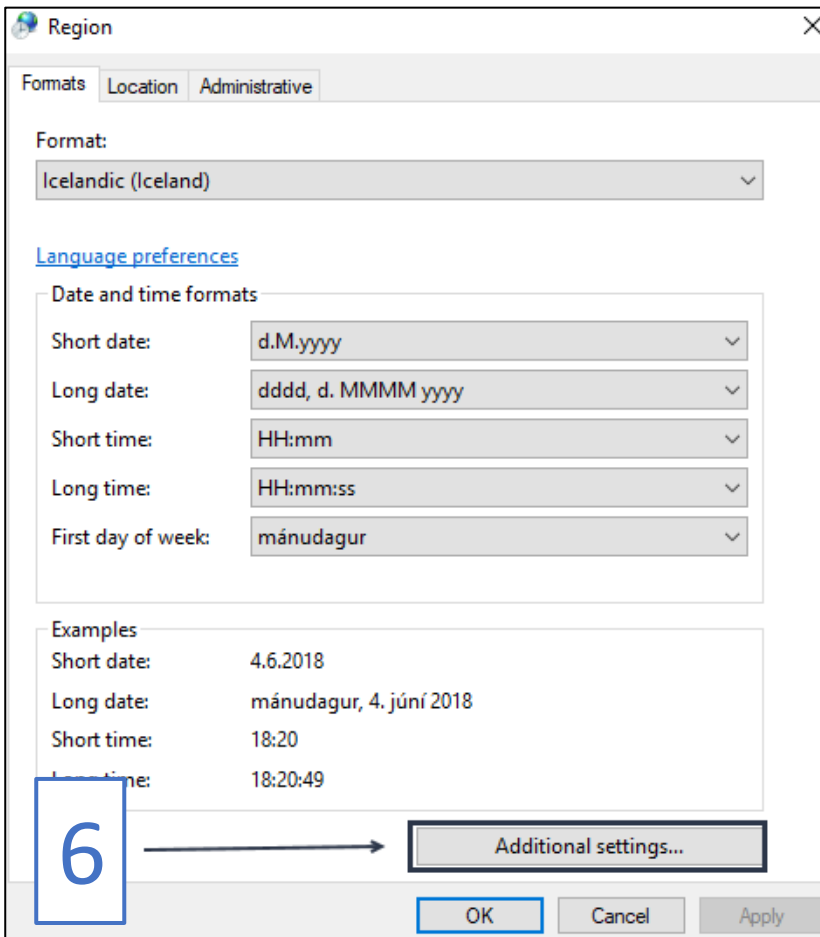 Region
Formats Location Administrative
Format:
Icelandic (Iceland)
Language preferences
Date and time formats
Short date: d.M.yyyy
Long date: dddd, d. MMMM yyyy
Short time: HH:mm
Long time: HH:mm:ss
First day of week: mánudagur
Examples
Short date: 4.6.2018
Long date: mánudagur, 4. júní 2018
Short time: 18:20
Long time: 18:20:49
6
Additional settings...
OK Cancel Apply